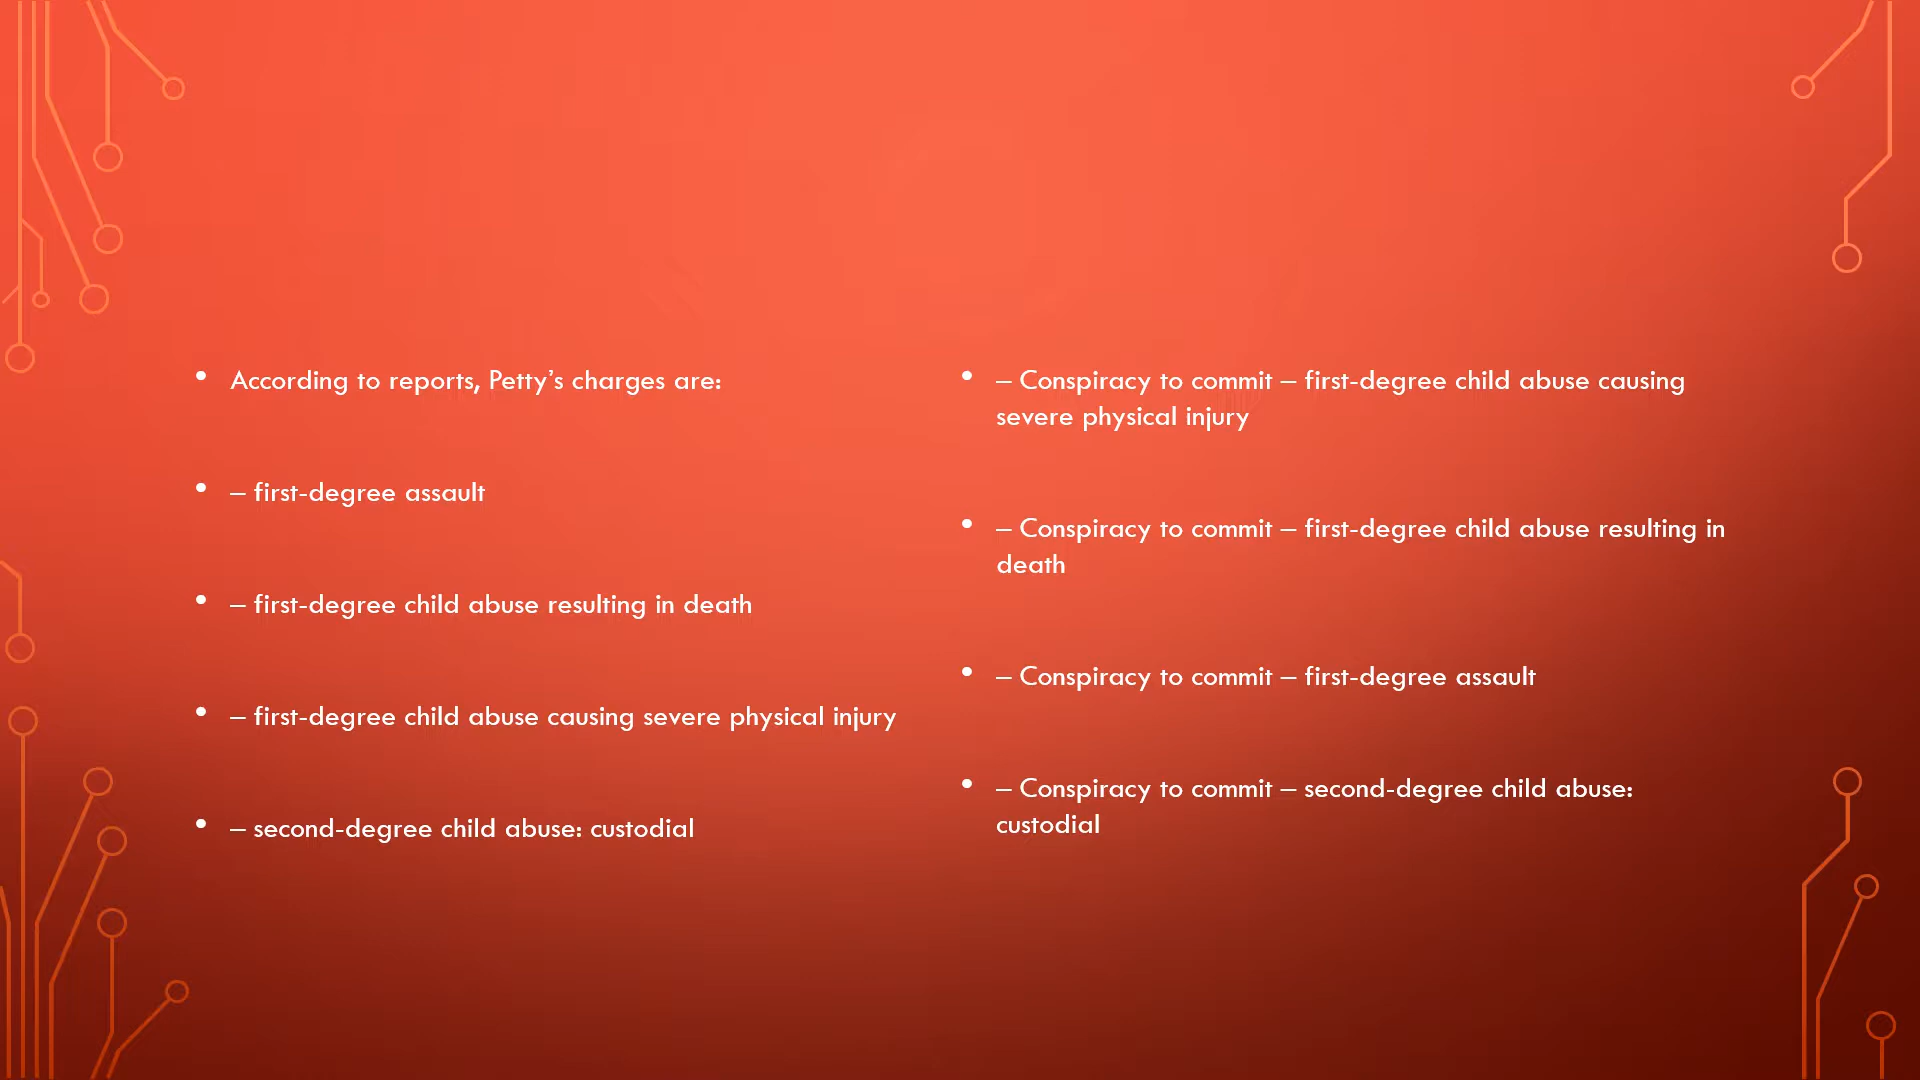 • According to reports, Petty’s charges are:
• – first-degree assault
• – first-degree child abuse resulting in death
• – first-degree child abuse causing severe physical injury
• – second-degree child abuse: custodial
• – Conspiracy to commit – first-degree child abuse causing
severe physical injury
• – Conspiracy to commit – first-degree child abuse resulting in
death
• – Conspiracy to commit – first-degree assault
• – Conspiracy to commit – second-degree child abuse:
custodial